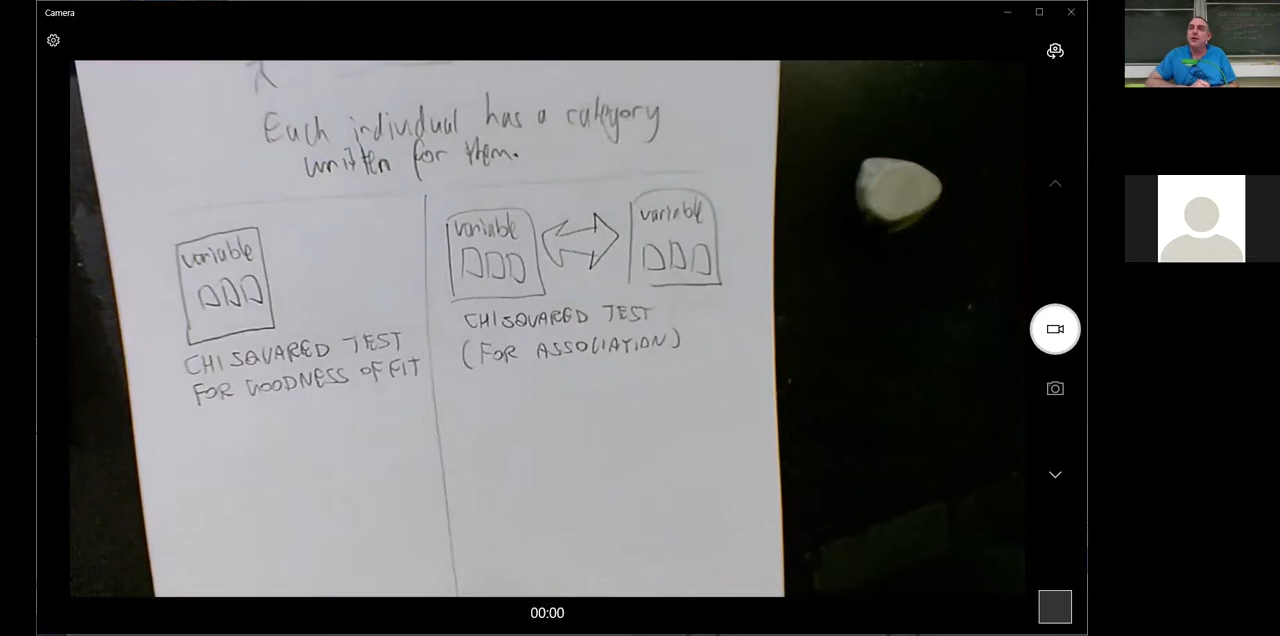 Camera
Each individual has a category
written for them.
variable
CHI SQUARED TEST
FOR GOODNESS OF FIT
variable
variable
CHI SQUARED TEST
(FOR ASSOCIATION)
00:00